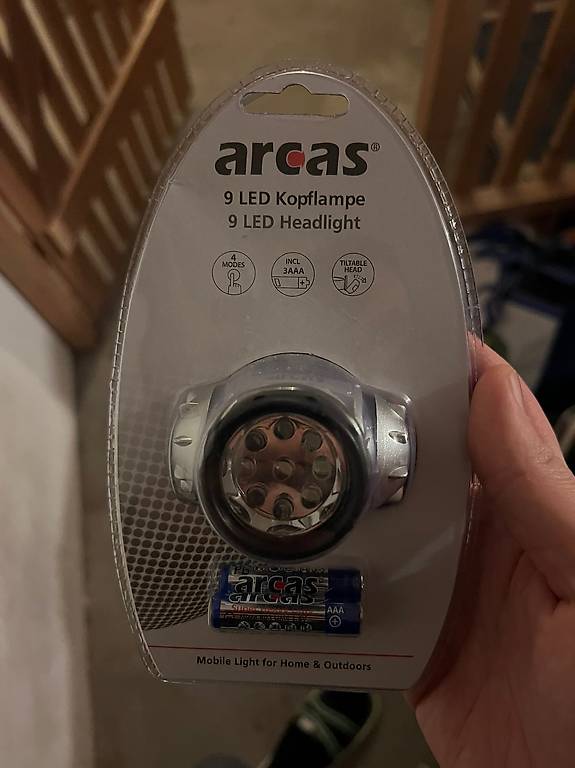 arcas®
9 LED Kopflampe
9 LED Headlight
4
MODES
INCL
3AAA
TILTABLE
HEAD
arcas
arcas
AAA
Mobile Light for Home & Outdoors